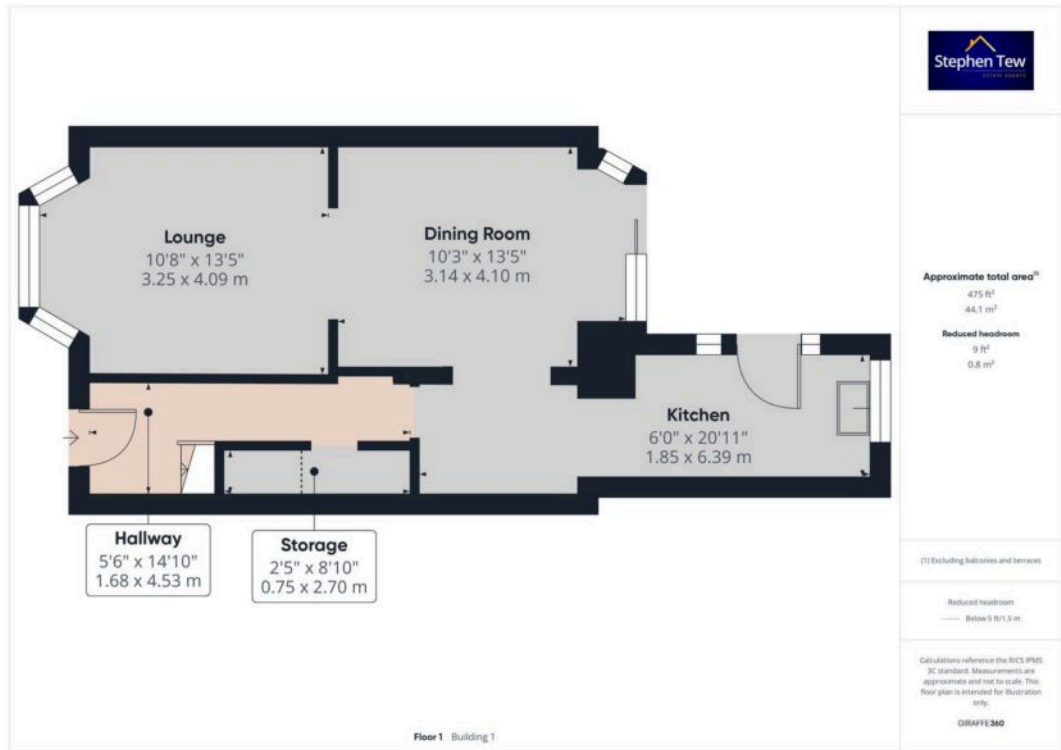 Stephen Tew
ESTATE AGENTS
Lounge
10'8" x 13'5"
3.25 x 4.09 m
Dining Room
10'3" x 13'5"
3.14 x 4.10 m
Kitchen
6'0" x 20'11"
1.85 x 6.39 m
Hallway
5'6" x 14'10"
1.68 x 4.53 m
Storage
2'5" x 8'10"
0.75 x 2.70 m
Floor 1 Building 1
Approximate total area⁽¹⁾
475 ft²
44.1 m²
Reduced headroom
9 ft²
0.8 m²
(1) Excluding balconies and terraces
Reduced headroom
Below 5 ft/1.5 m
Calculations reference the RICS IPMS
3C standard. Measurements are
approximate and not to scale. This
floor plan is intended for illustration
only.
GIRAFFE360